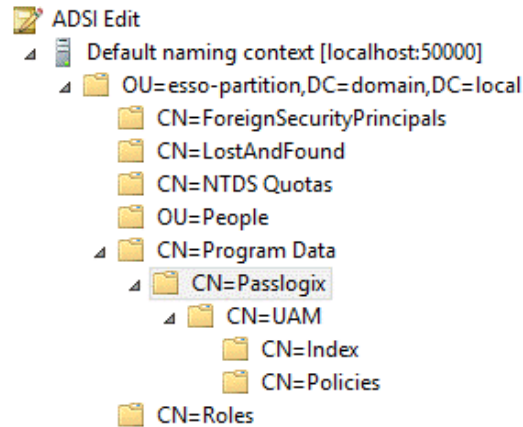 ADSI Edit
Default naming context [localhost:50000]
OU=esso-partition,DC=domain,DC=local
CN=ForeignSecurityPrincipals
CN=LostAndFound
CN=NTDS Quotas
OU=People
CN=Program Data
CN=Passlogix
CN=UAM
CN=Index
CN=Policies
CN=Roles